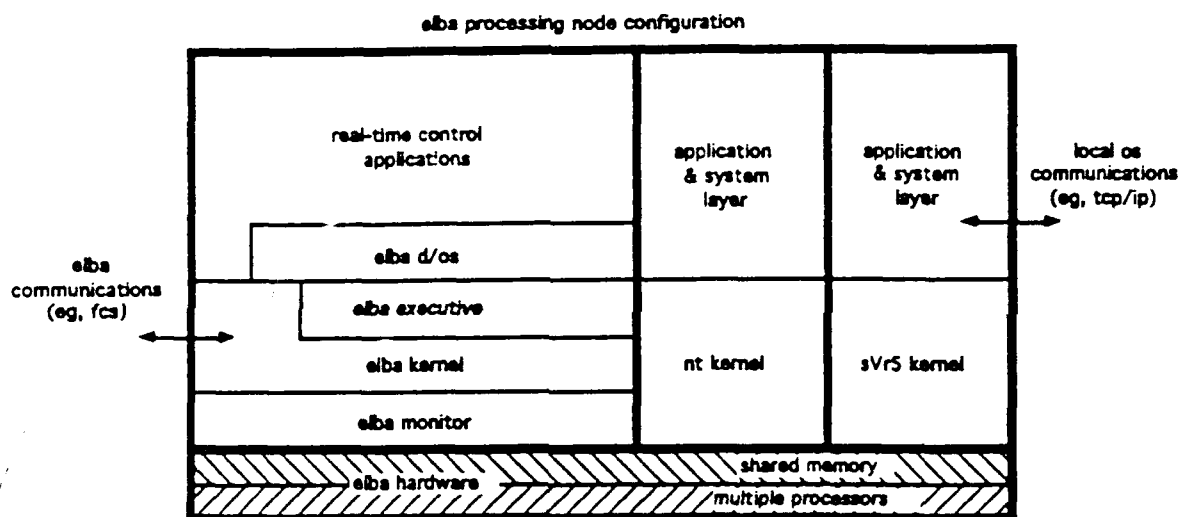 elba processing node configuration
real-time control
applications
application
& system
layer
application
& system
layer
local os
communications
(eg, tcp/ip)
elba d/os
elba
communications
(eg, fcs)
elba executive
elba kernel
nt kernel
sVr5 kernel
elba monitor
shared memory
elba hardware
multiple processors